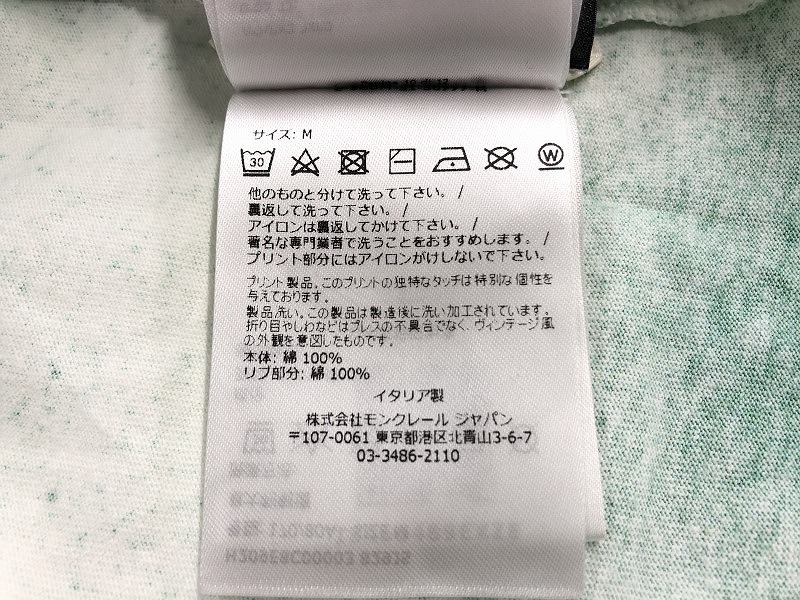 サイズ: M
30 W
他のものと分けて洗って下さい。 /
裏返して洗って下さい。 /
アイロンは裏返してかけて下さい。 /
著名な専門業者で洗うことをおすすめします。 /
プリント部分にはアイロンがけしないで下さい。
プリント製品。このプリントの独特なタッチは特別な個性を
与えております。
製品洗い。この製品は製造後に洗い加工されています。
折り目やしわなどはプレスの不具合でなく、ヴィンテージ風
の外観を意図したものです。
本体: 綿 100%
リブ部分: 綿 100%
イタリア製
株式会社モンクレール ジャパン
〒107-0061 東京都港区北青山3-6-7
03-3486-2110